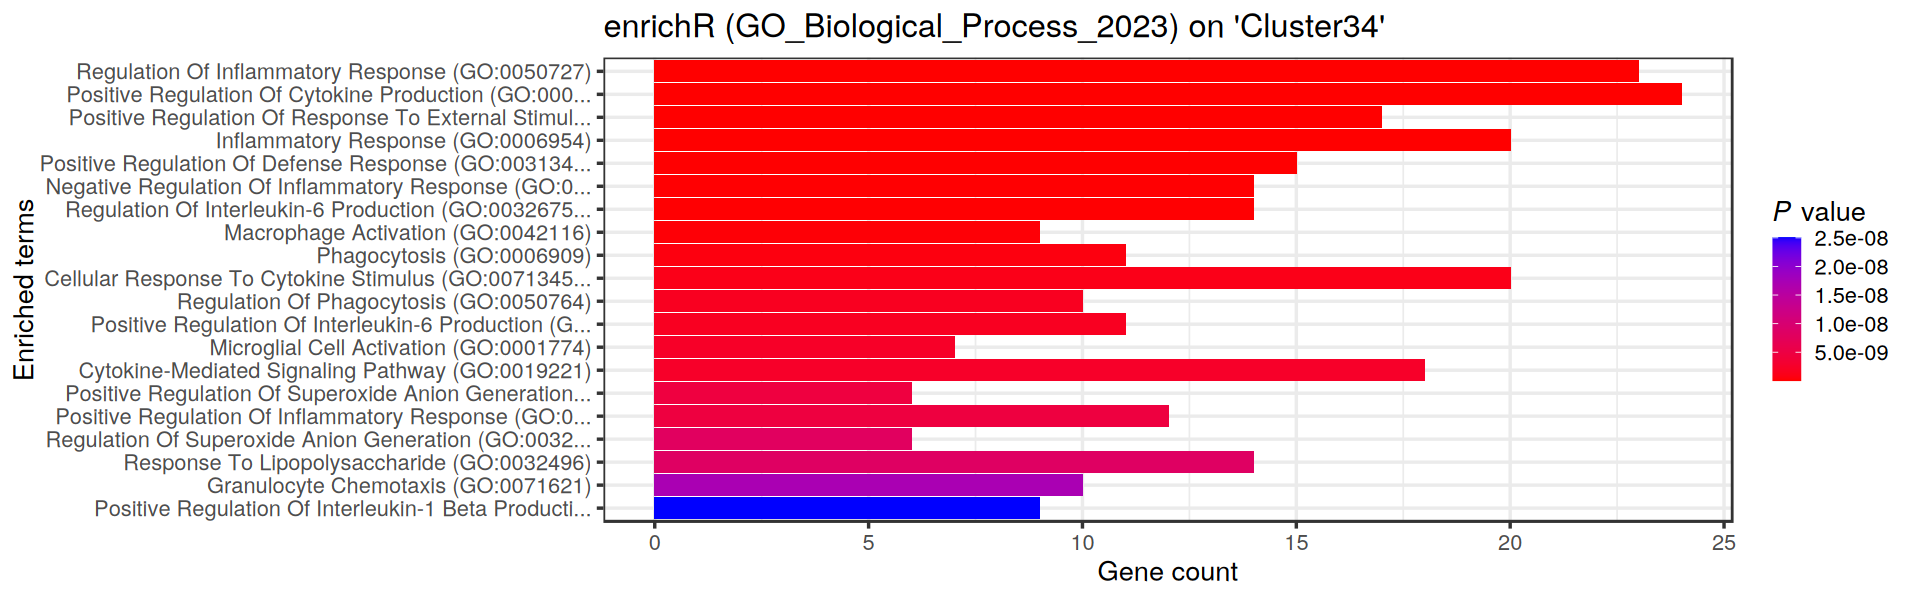 enrichR (GO_Biological_Process_2023) on 'Cluster34'
Enriched terms
Regulation Of Inflammatory Response (GO:0050727)
Positive Regulation Of Cytokine Production (GO:000...
Positive Regulation Of Response To External Stimul...
Inflammatory Response (GO:0006954)
Positive Regulation Of Defense Response (GO:003134...
Negative Regulation Of Inflammatory Response (GO:0...
Regulation Of Interleukin-6 Production (GO:0032675...
Macrophage Activation (GO:0042116)
Phagocytosis (GO:0006909)
Cellular Response To Cytokine Stimulus (GO:0071345...
Regulation Of Phagocytosis (GO:0050764)
Positive Regulation Of Interleukin-6 Production (G...
Microglial Cell Activation (GO:0001774)
Cytokine-Mediated Signaling Pathway (GO:0019221)
Positive Regulation Of Superoxide Anion Generation...
Positive Regulation Of Inflammatory Response (GO:0...
Regulation Of Superoxide Anion Generation (GO:0032...
Response To Lipopolysaccharide (GO:0032496)
Granulocyte Chemotaxis (GO:0071621)
Positive Regulation Of Interleukin-1 Beta Producti...
0 5 10 15 20 25
Gene count
P value
2.5e-08
2.0e-08
1.5e-08
1.0e-08
5.0e-09